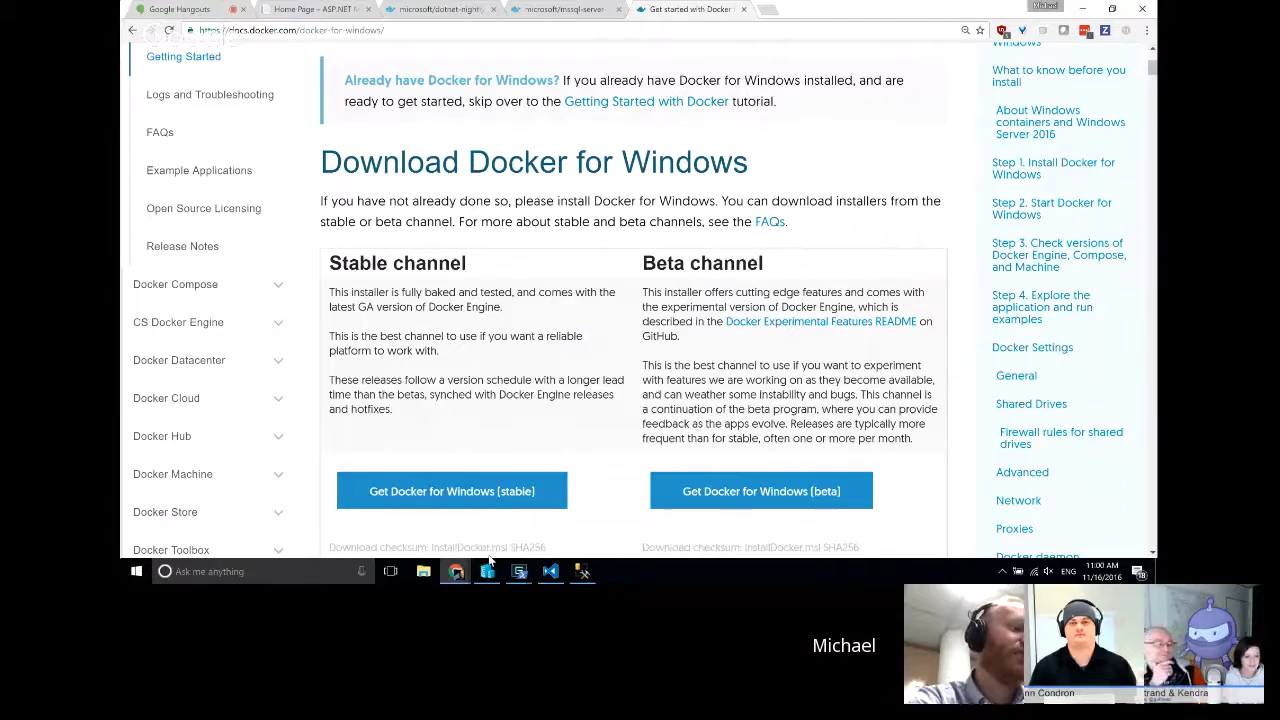 Google Hangouts
Home Page – ASP.NET M
microsoft/dotnet-nightly
microsoft/mssql-server-
Get started with Docker
Michael
https://docs.docker.com/docker-for-windows/
Getting Started
Logs and Troubleshooting
FAQs
Example Applications
Open Source Licensing
Release Notes
Docker Compose
CS Docker Engine
Docker Datacenter
Docker Cloud
Docker Hub
Docker Machine
Docker Store
Docker Toolbox
Already have Docker for Windows? If you already have Docker for Windows installed, and are
ready to get started, skip over to the Getting Started with Docker tutorial.
Download Docker for Windows
If you have not already done so, please install Docker for Windows. You can download installers from the
stable or beta channel. For more about stable and beta channels, see the FAQs.
Stable channel
This installer is fully baked and tested, and comes with the
latest GA version of Docker Engine.
This is the best channel to use if you want a reliable
platform to work with.
These releases follow a version schedule with a longer lead
time than the betas, synched with Docker Engine releases
and hotfixes.
Get Docker for Windows (stable)
Download checksum: InstallDocker.msi SHA256
Beta channel
This installer offers cutting edge features and comes with
the experimental version of Docker Engine, which is
described in the Docker Experimental Features README on
GitHub.
This is the best channel to use if you want to experiment
with features we are working on as they become available,
and can weather some instability and bugs. This channel is
a continuation of the beta program, where you can provide
feedback as the apps evolve. Releases are typically more
frequent than for stable, often one or more per month.
Get Docker for Windows (beta)
Download checksum: InstallDocker.msi SHA256
Windows
What to know before you
install
About Windows
containers and Windows
Server 2016
Step 1. Install Docker for
Windows
Step 2. Start Docker for
Windows
Step 3. Check versions of
Docker Engine, Compose,
and Machine
Step 4. Explore the
application and run
examples
Docker Settings
General
Shared Drives
Firewall rules for shared
drives
Advanced
Network
Proxies
Docker daemon
Ask me anything
ENG
11:00 AM
11/16/2016
18
Michael
nn Condron
trand & Kendra